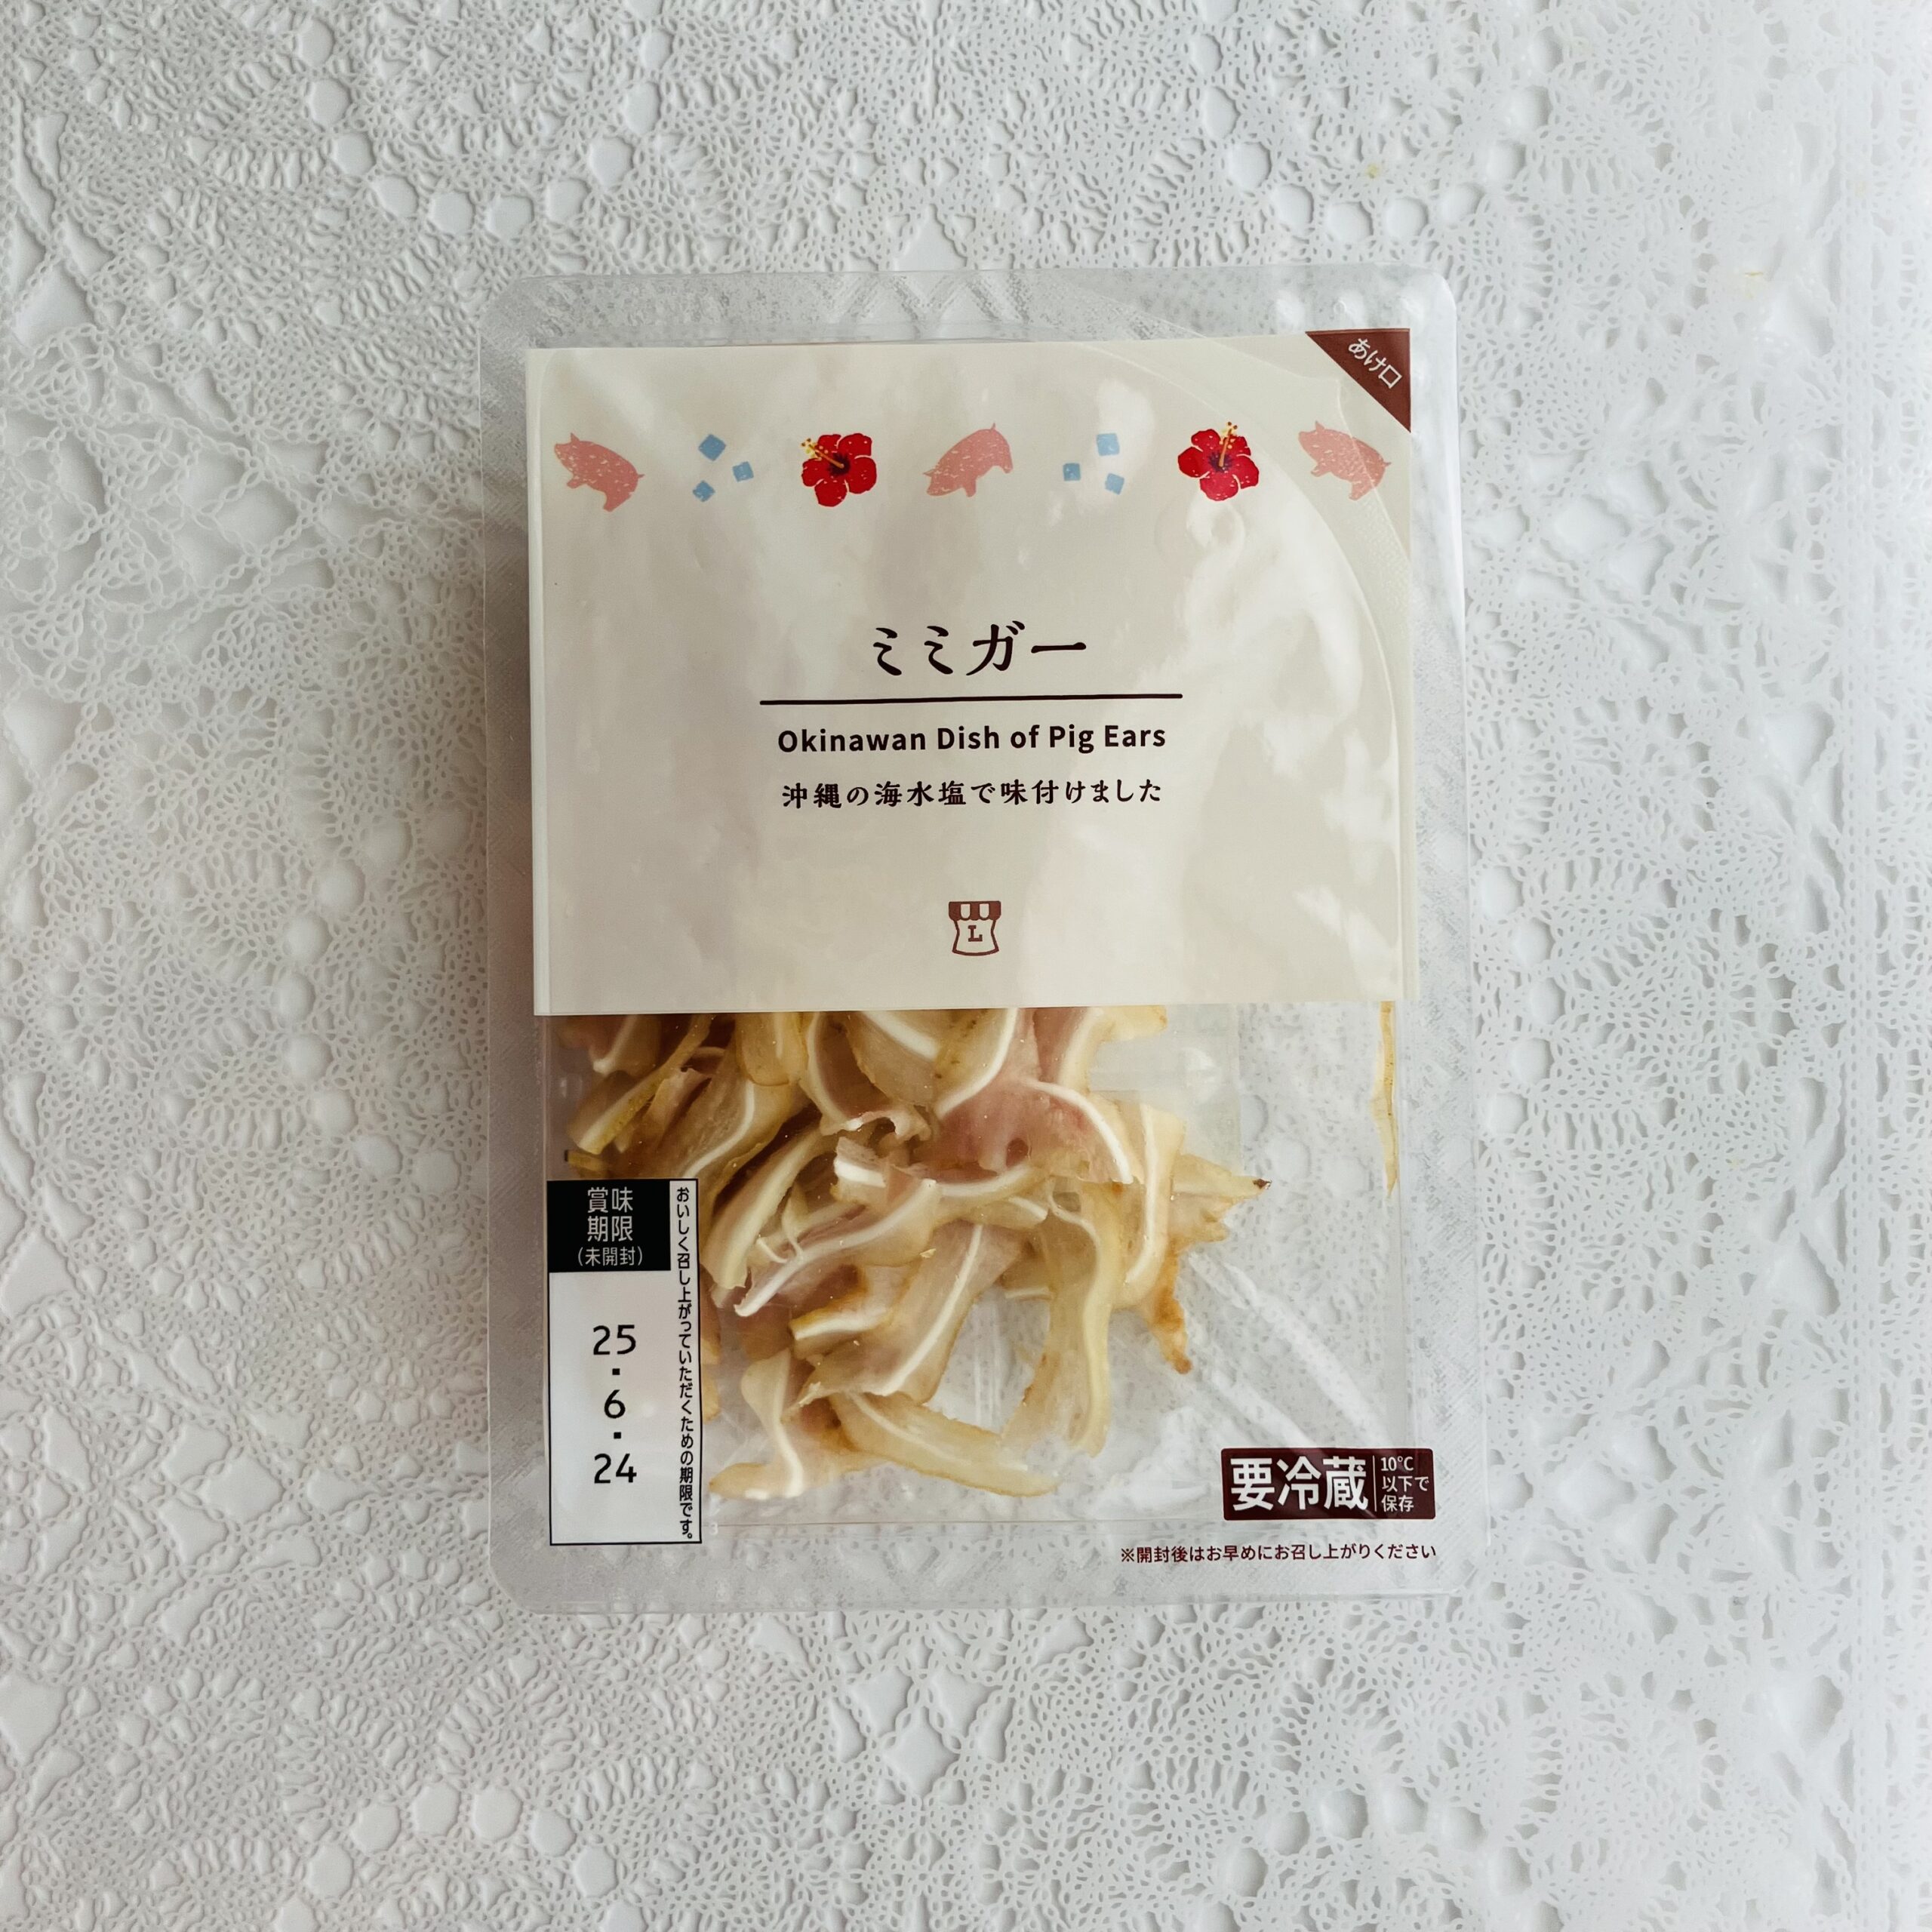 あけ口
ミミガー
Okinawan Dish of Pig Ears
沖縄の海水塩で味付けました
L
賞味
期限
(未開封)
25
.
6
.
24
おいしく召し上がっていただくための期限です。
要冷蔵
10°C
以下で
保存
※開封後はお早めにお召し上がりください